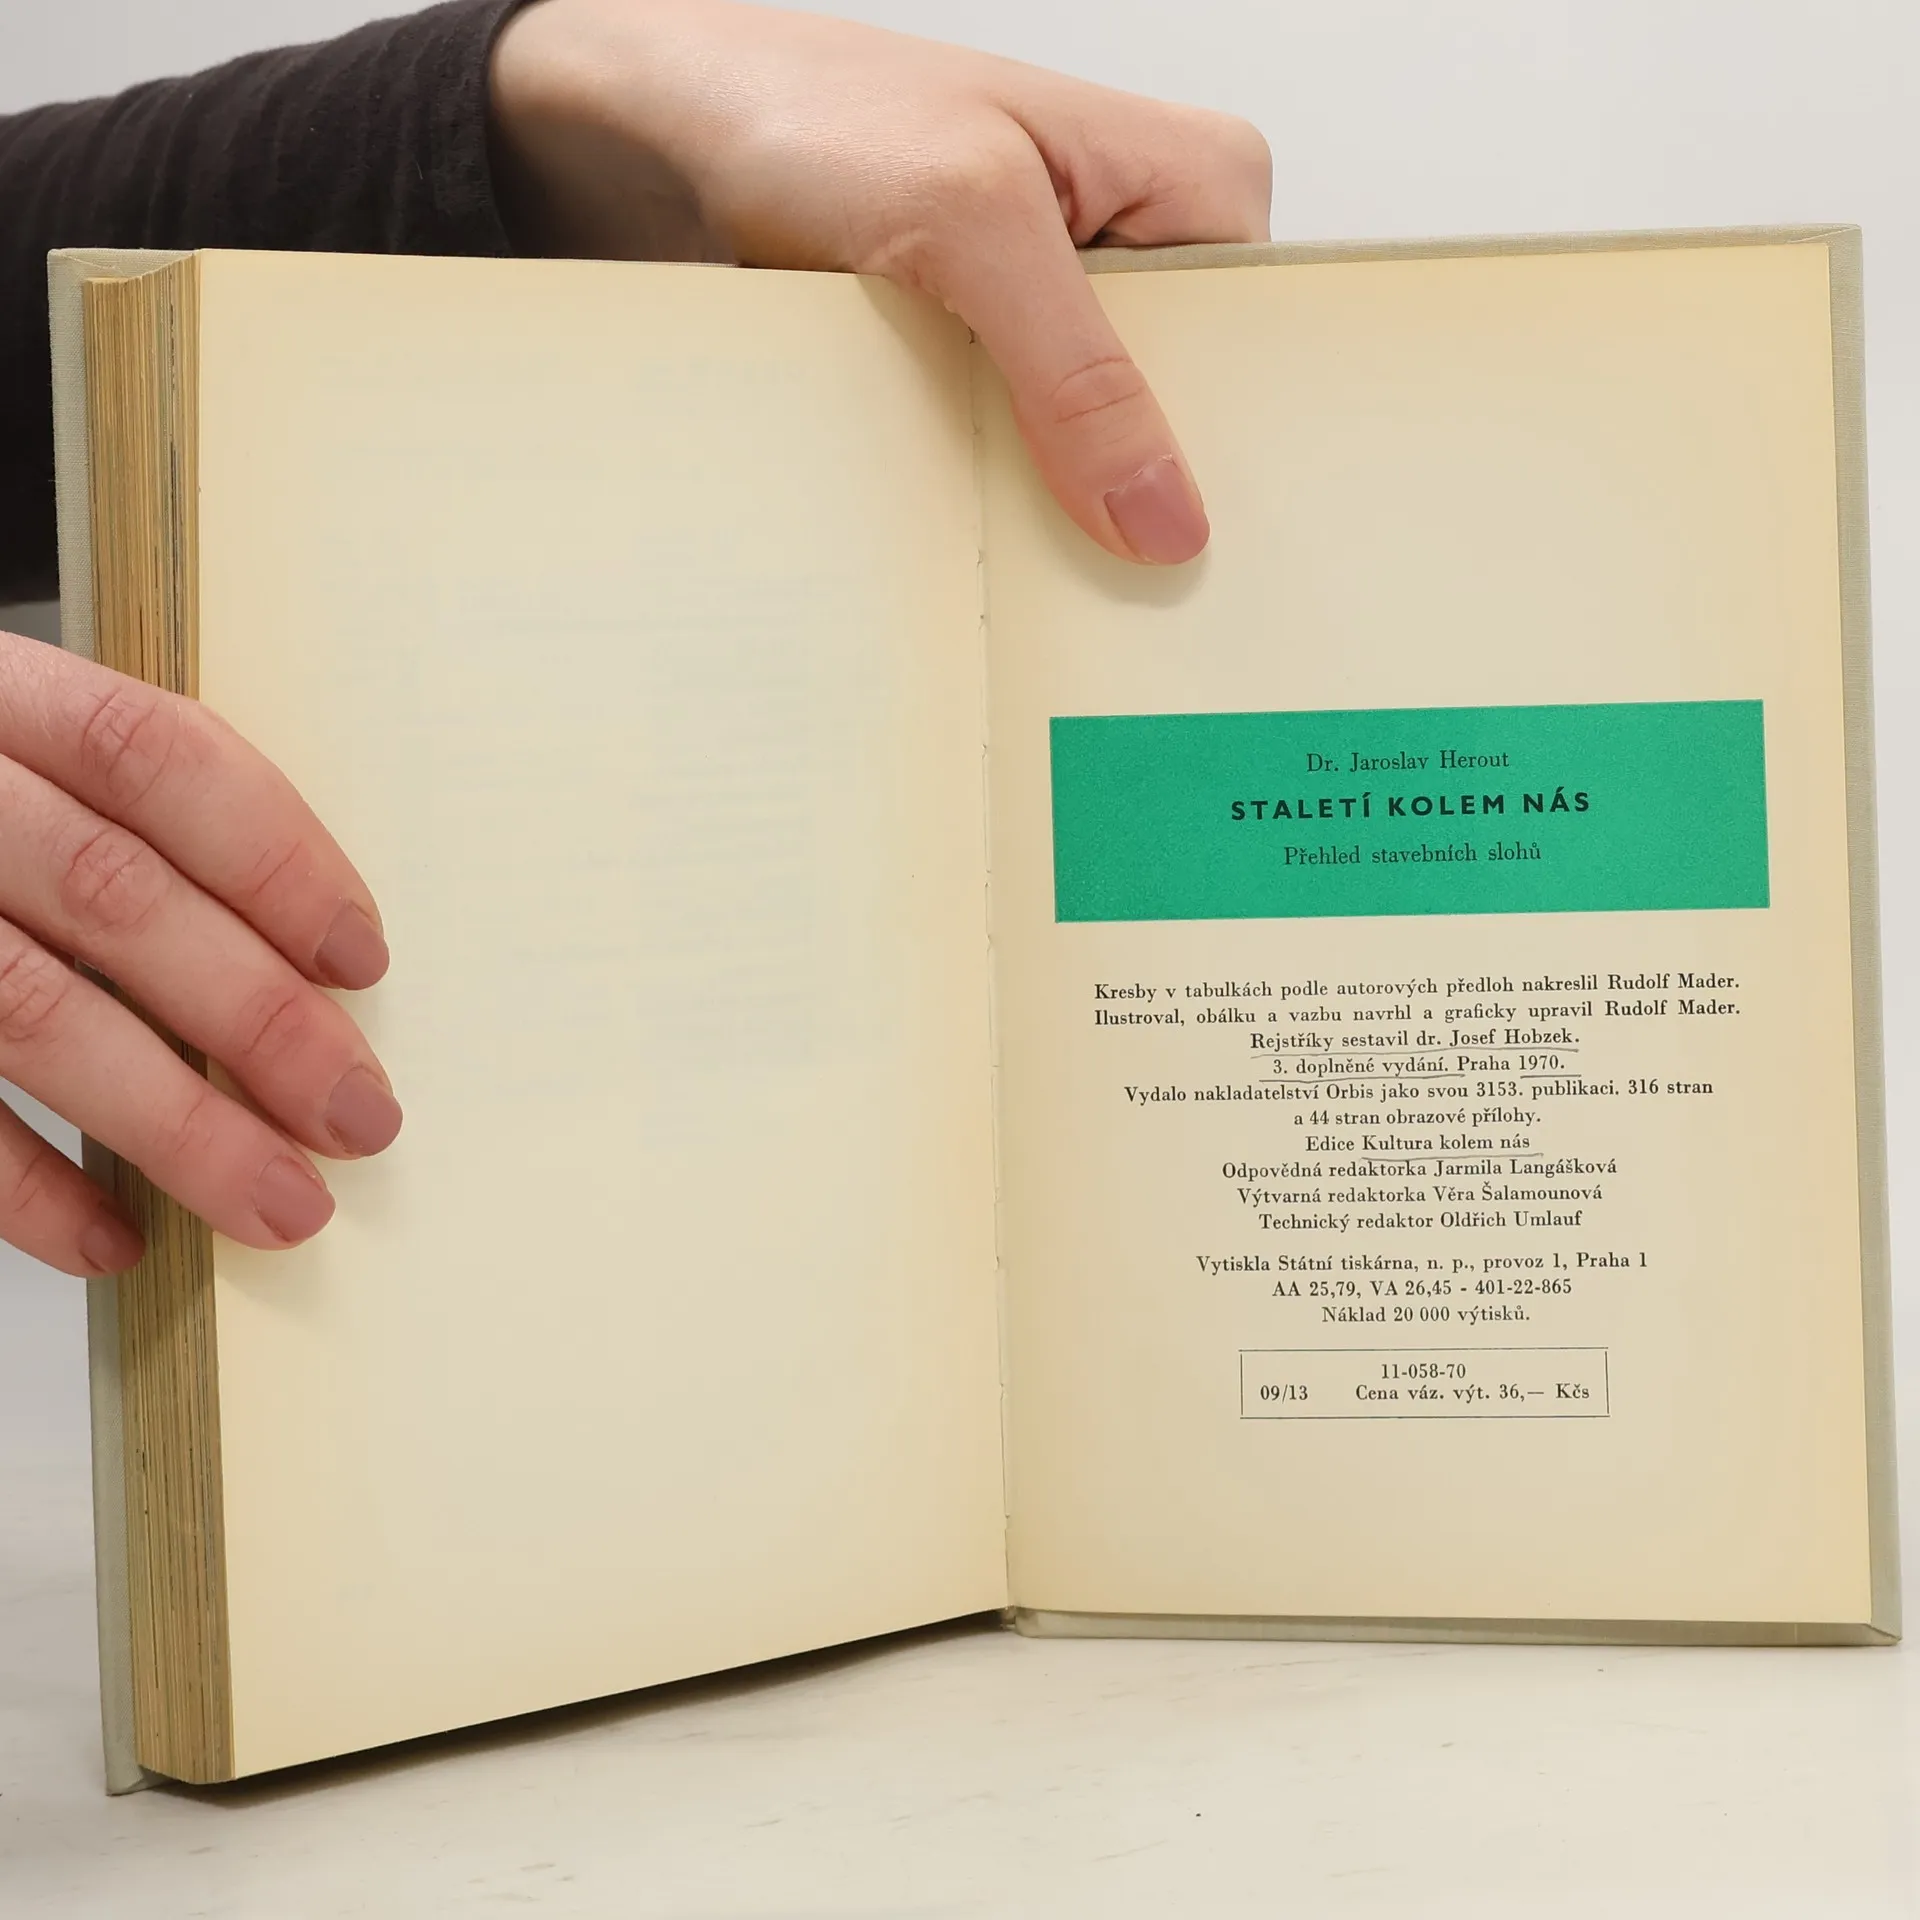 Dr. Jaroslav Herout
STALETÍ KOLEM NÁS
Přehled stavebních slohů
Kresby v tabulkách podle autorových předloh nakreslil Rudolf Mader.
Ilustroval, obálku a vazbu navrhl a graficky upravil Rudolf Mader.
Rejstříky sestavil dr. Josef Hobzek.
3. doplněné vydání. Praha 1970.
Vydalo nakladatelství Orbis jako svou 3153. publikaci. 316 stran
a 44 stran obrazové přílohy.
Edice Kultura kolem nás
Odpovědná redaktorka Jarmila Langášková
Výtvarná redaktorka Věra Šalamounová
Technický redaktor Oldřich Umlauf
Vytiskla Státní tiskárna, n. p., provoz 1, Praha 1
AA 25,79, VA 26,45 - 401-22-865
Náklad 20 000 výtisků.
11-058-70
09/13 Cena váz. výt. 36,— Kčs